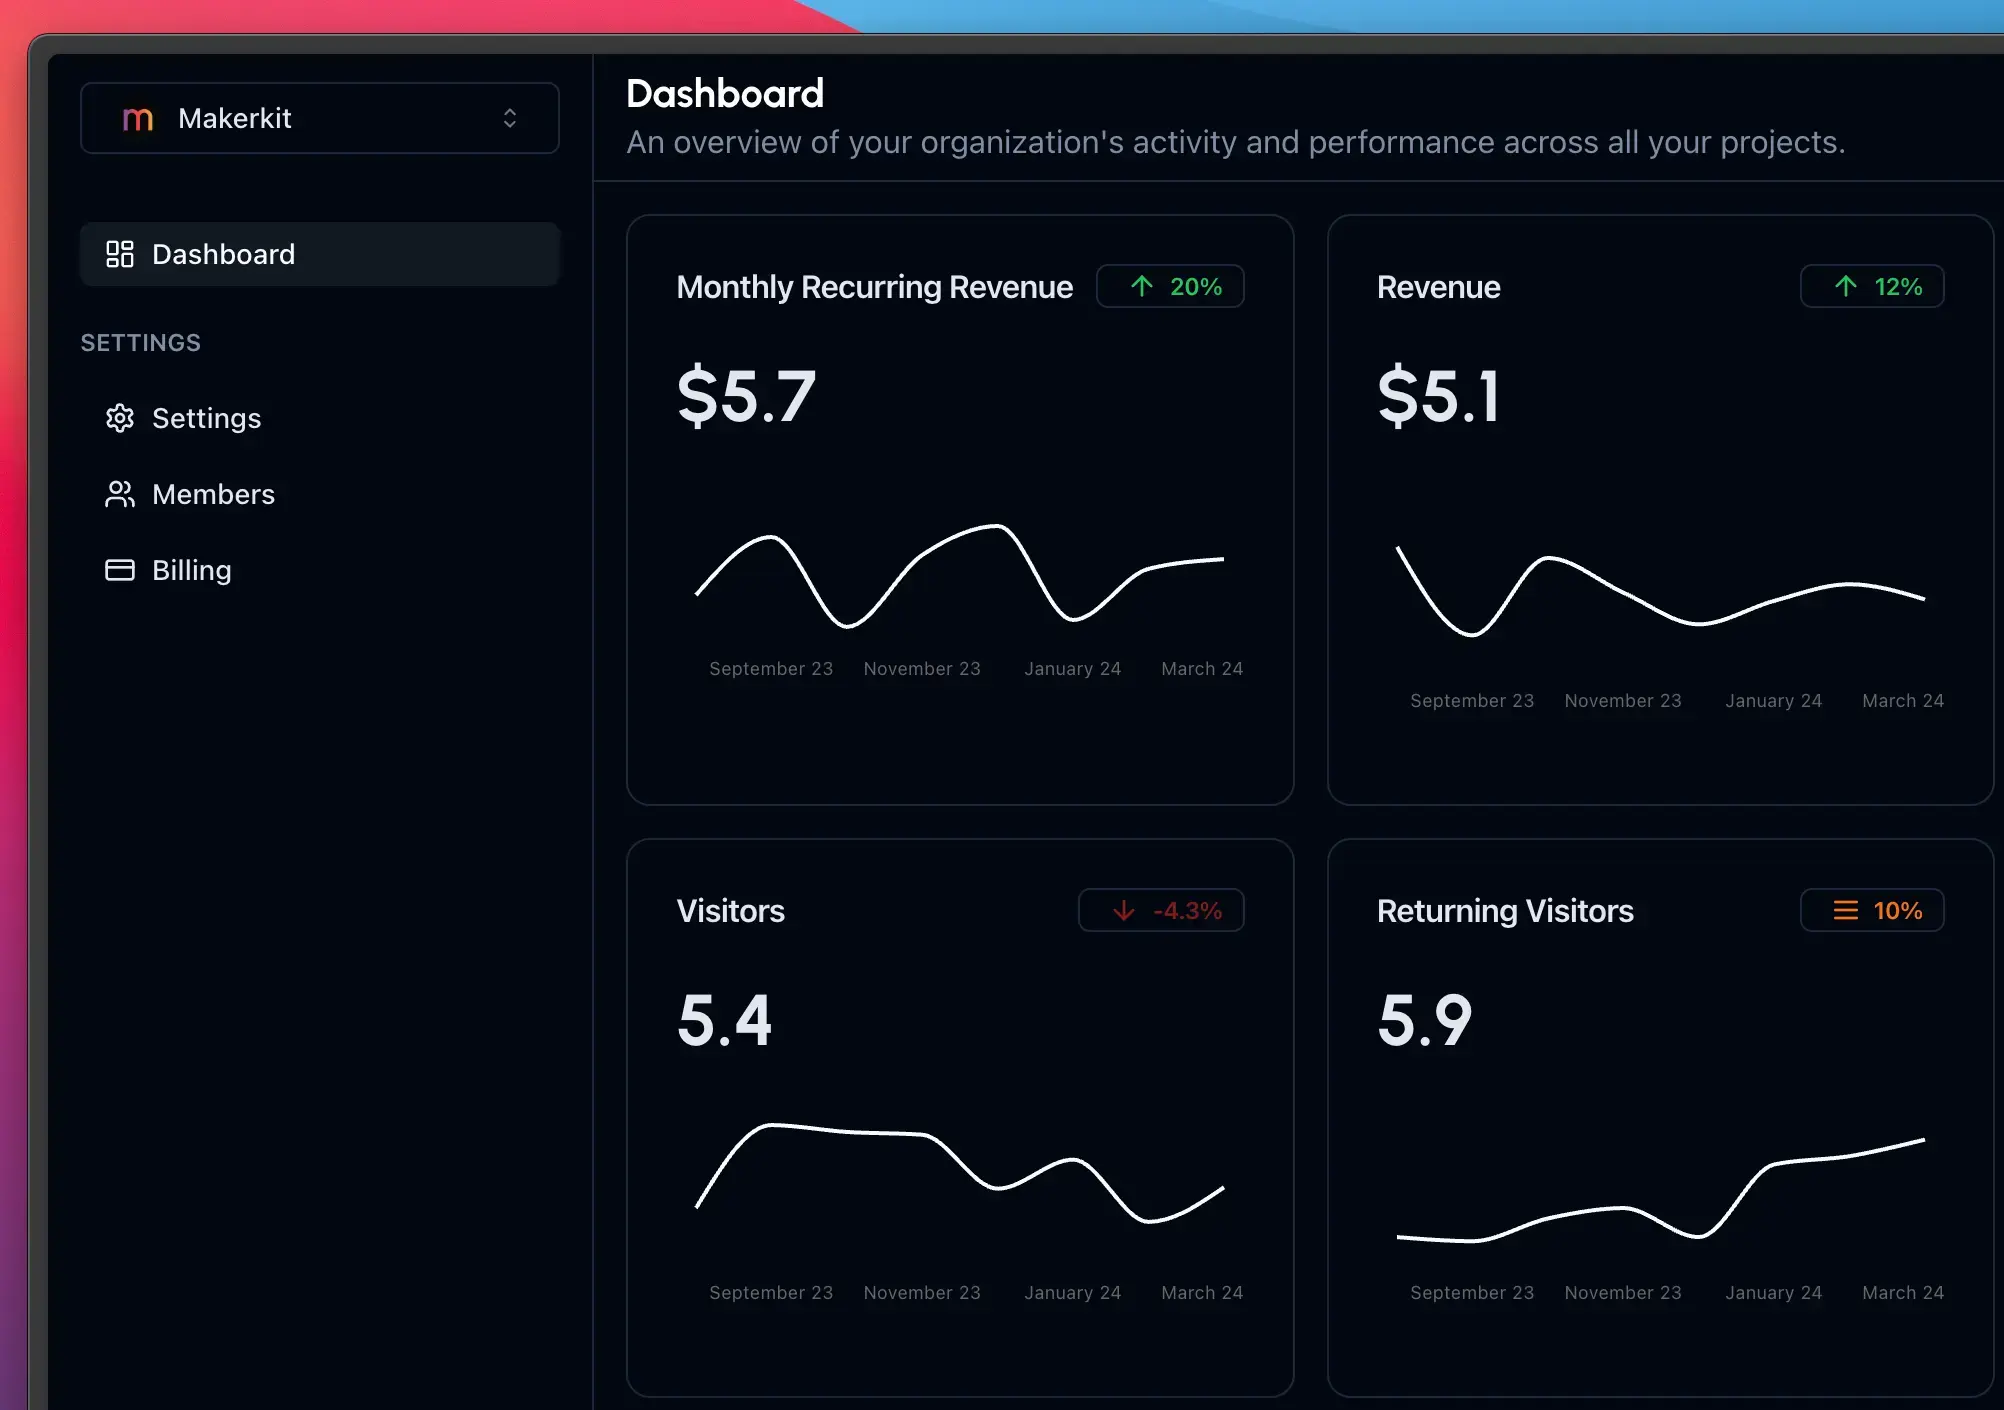 m Makerkit
Dashboard
SETTINGS
Settings
Members
Billing
Dashboard
An overview of your organization's activity and performance across all your projects.
Monthly Recurring Revenue 20%
$5.7
September 23 November 23 January 24 March 24
Revenue 12%
$5.1
September 23 November 23 January 24 March 24
Visitors -4.3%
5.4
September 23 November 23 January 24 March 24
Returning Visitors 10%
5.9
September 23 November 23 January 24 March 24